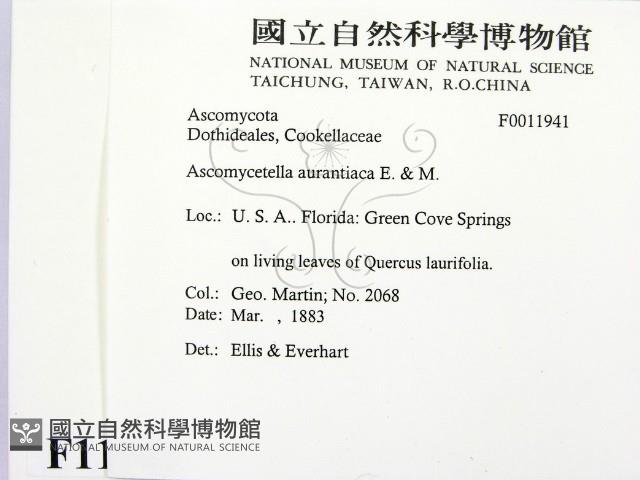 國立自然科學博物館
NATIONAL MUSEUM OF NATURAL SCIENCE
TAICHUNG, TAIWAN, R.O.CHINA
Ascomycota F0011941
Dothideales, Cookellaceae
Ascomycetella aurantiaca E. & M.
Loc.: U. S. A.. Florida: Green Cove Springs
on living leaves of Quercus laurifolia.
Col.: Geo. Martin; No. 2068
Date: Mar. , 1883
Det.: Ellis & Everhart
國立自然科學博物館
NATIONAL MUSEUM OF NATURAL SCIENCE
F11